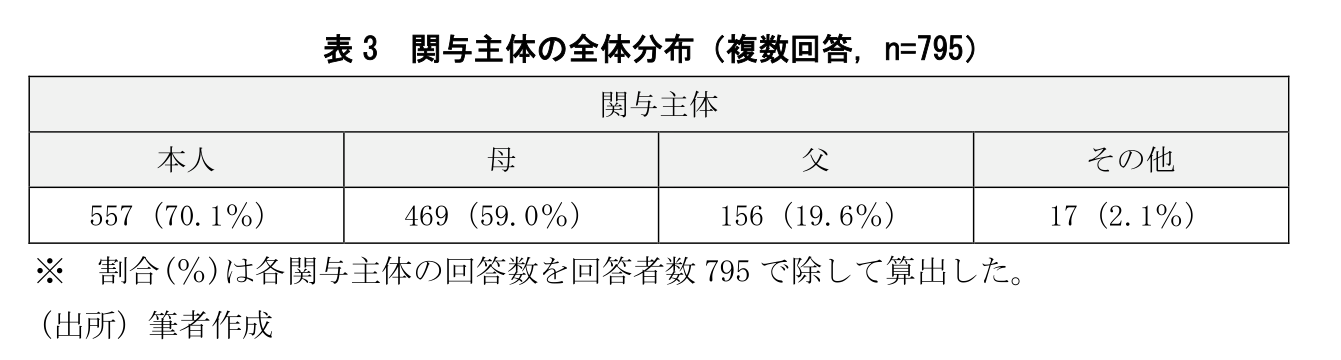 表 3　関与主体の全体分布（複数回答, n=795）
関与主体
本人　母　父　その他
557（70.1%）　469（59.0%）　156（19.6%）　17（2.1%）
※　割合(%)は各関与主体の回答数を回答者数 795 で除して算出した。
（出所）筆者作成